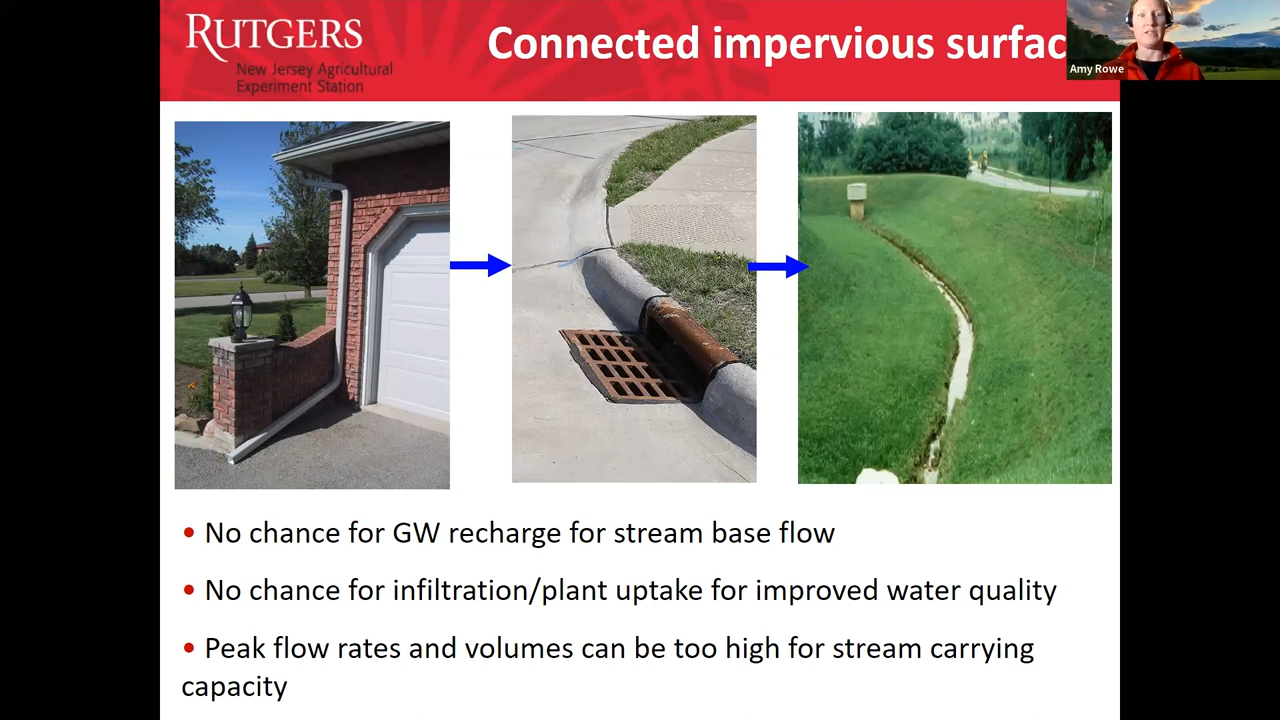 RUTGERS
New Jersey Agricultural
Experiment Station
Connected impervious surfac
Amy Rowe
• No chance for GW recharge for stream base flow
• No chance for infiltration/plant uptake for improved water quality
• Peak flow rates and volumes can be too high for stream carrying
capacity